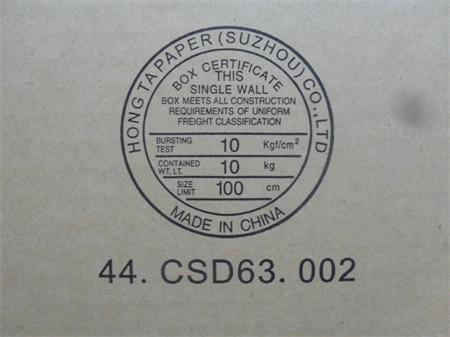 HONG TA PAPER (SUZHOU) CO., LTD
BOX CERTIFICATE
THIS
SINGLE WALL
BOX MEETS ALL CONSTRUCTION
REQUIREMENTS OF UNIFORM
FREIGHT CLASSIFICATION
BURSTING TEST 10 Kgf/cm²
CONTAINED WT. LT. 10 kg
SIZE LIMIT 100 cm
MADE IN CHINA
44. CSD63. 002